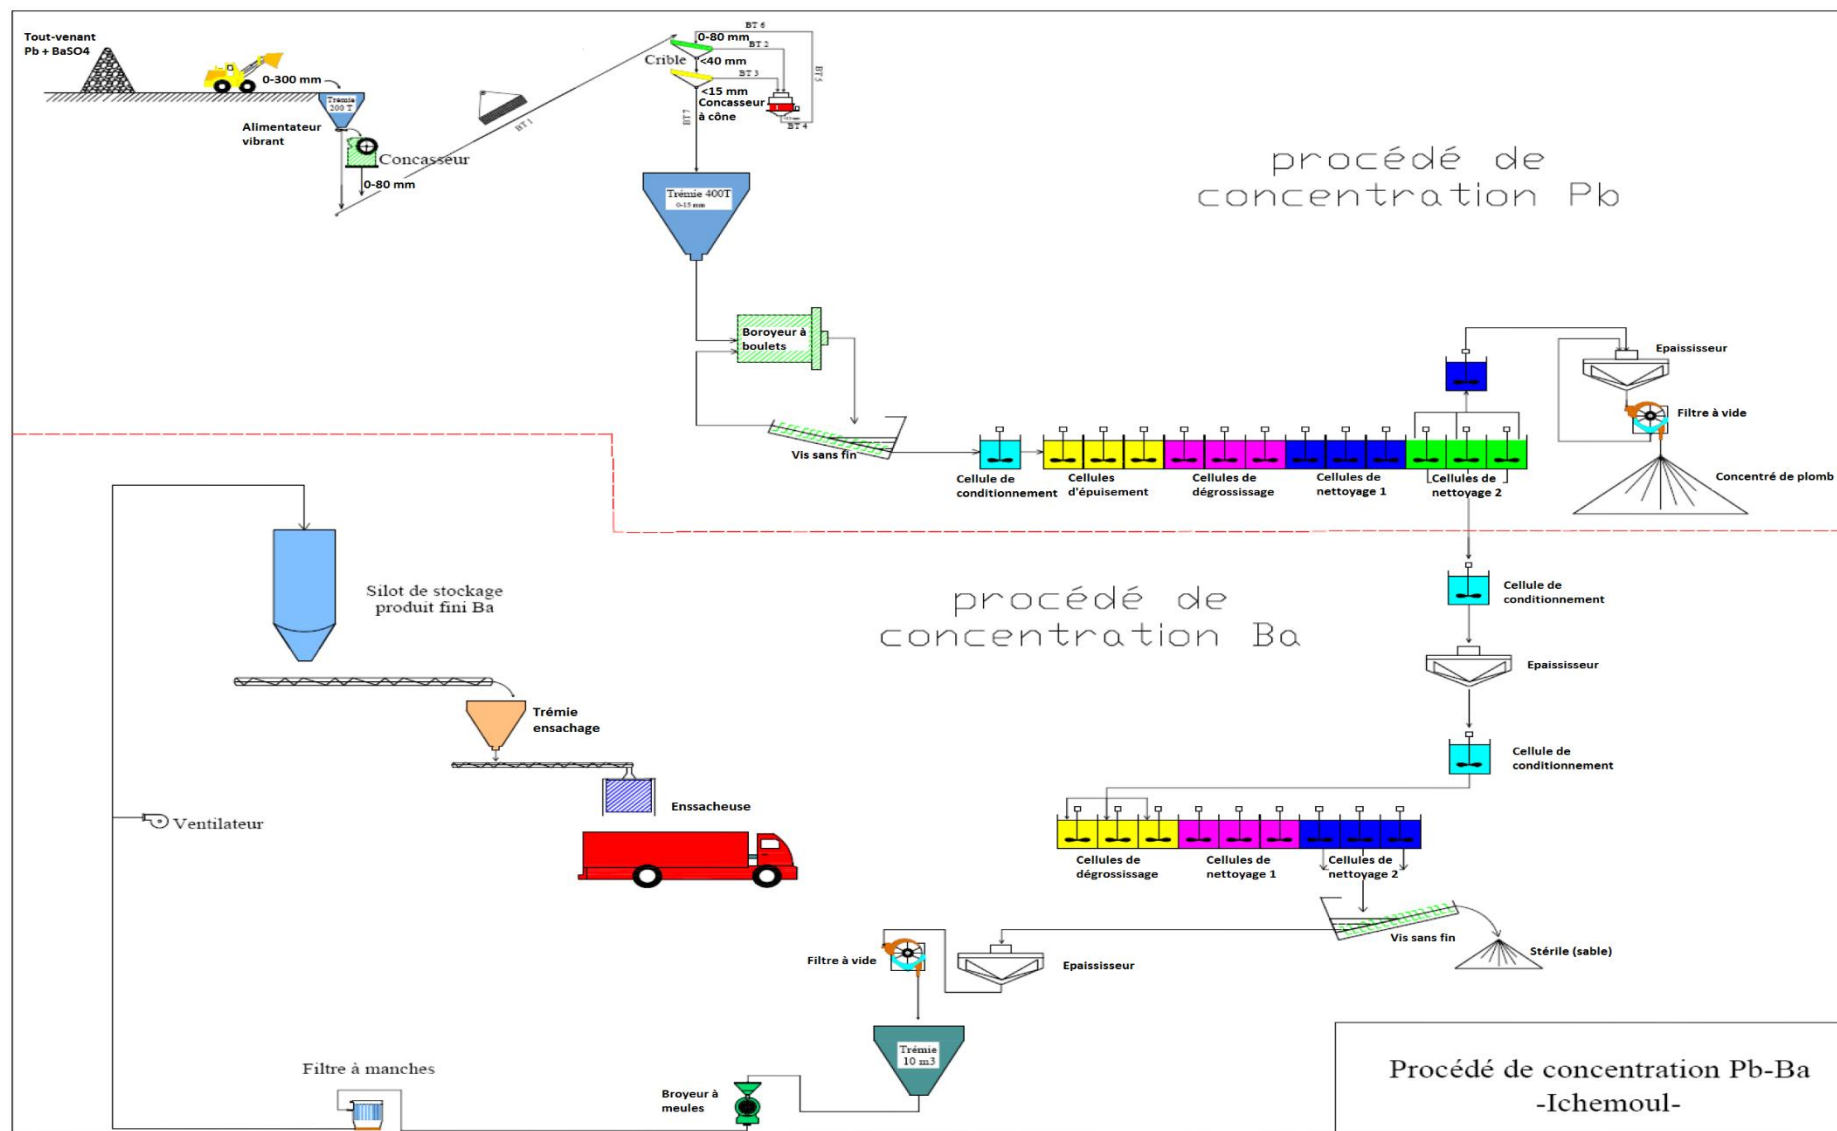 Tout-venant
Pb + BaSO4
0-300 mm
Trémie
200 T
Alimentateur
vibrant
Concasseur
0-80 mm
BT 1
BT 6
0-80 mm
BT 2
Crible
<40 mm
BT 3
BT 5
<15 mm
Concasseur
à cône
BT 4
BT 7
Trémie 400T
0-15 mm
procédé de
concentration Pb
Boroyeur à
boulets
Vis sans fin
Cellule de
conditionnement
Cellules
d'épuisement
Cellules de
dégrossissage
Cellules de
nettoyage 1
Cellules de
nettoyage 2
Epaississeur
Filtre à vide
Concentré de plomb
Silot de stockage
produit fini Ba
procédé de
concentration Ba
Cellule de
conditionnement
Epaississeur
Cellule de
conditionnement
Trémie
ensachage
Enssacheuse
Ventilateur
Cellules de
dégrossissage
Cellules de
nettoyage 1
Cellules de
nettoyage 2
Vis sans fin
Stérile (sable)
Filtre à vide
Epaississeur
Trémie
10 m3
Filtre à manches
Broyeur à
meules
Procédé de concentration Pb-Ba
-Ichemoul-